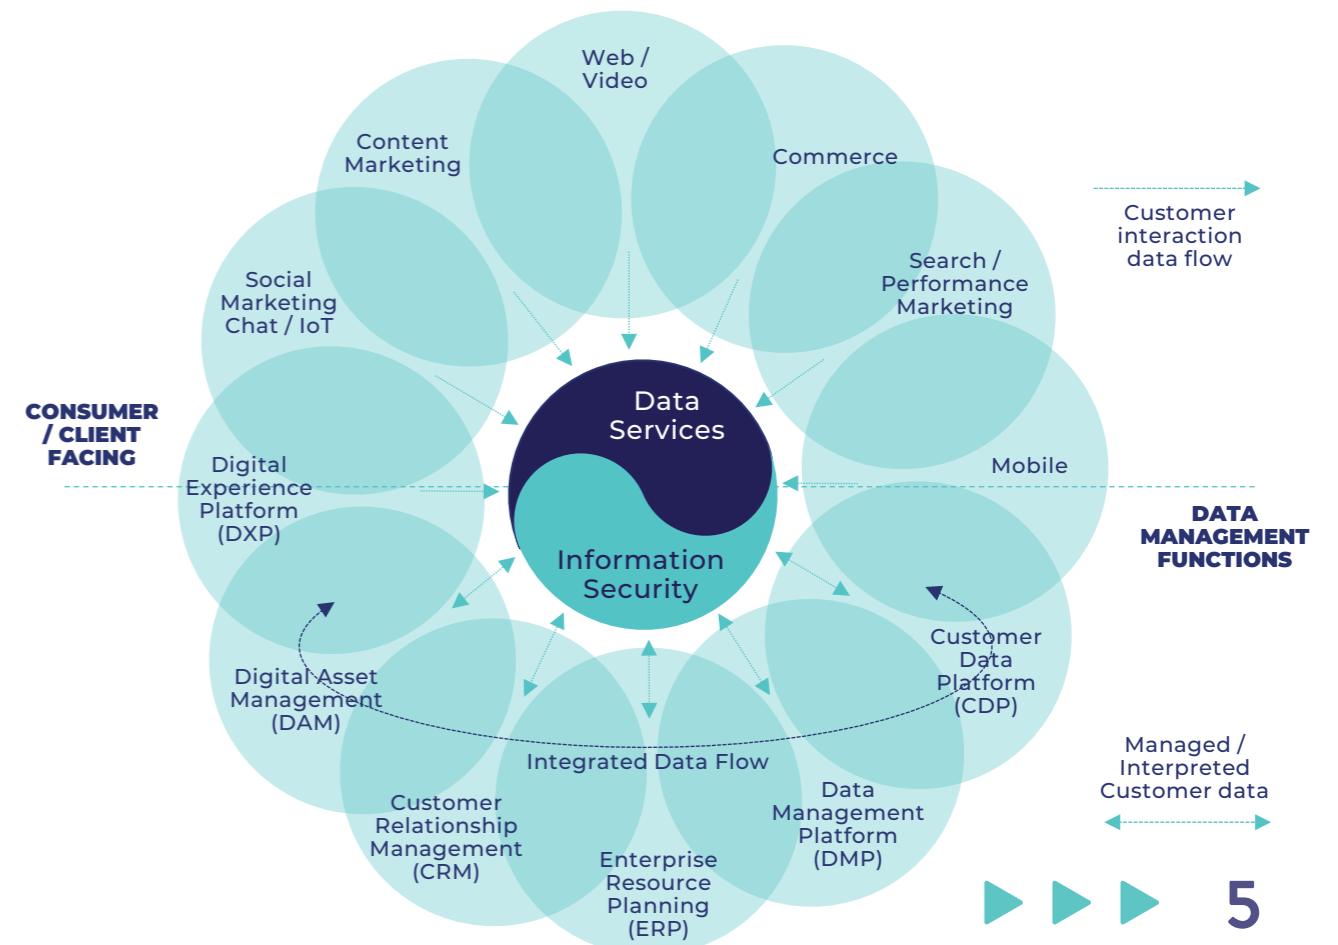 Web /
Video
Content
Marketing
Commerce
Customer
interaction
data flow
Search /
Performance
Marketing
Social
Marketing
Chat / IoT
Data
Services
CONSUMER
/ CLIENT
FACING
Digital
Experience
Platform
(DXP)
Mobile
DATA
MANAGEMENT
FUNCTIONS
Information
Security
Customer
Data
Platform
(CDP)
Digital Asset
Management
(DAM)
Integrated Data Flow
Managed /
Interpreted
Customer data
Customer
Relationship
Management
(CRM)
Data
Management
Platform
(DMP)
Enterprise
Resource
Planning
(ERP)
5